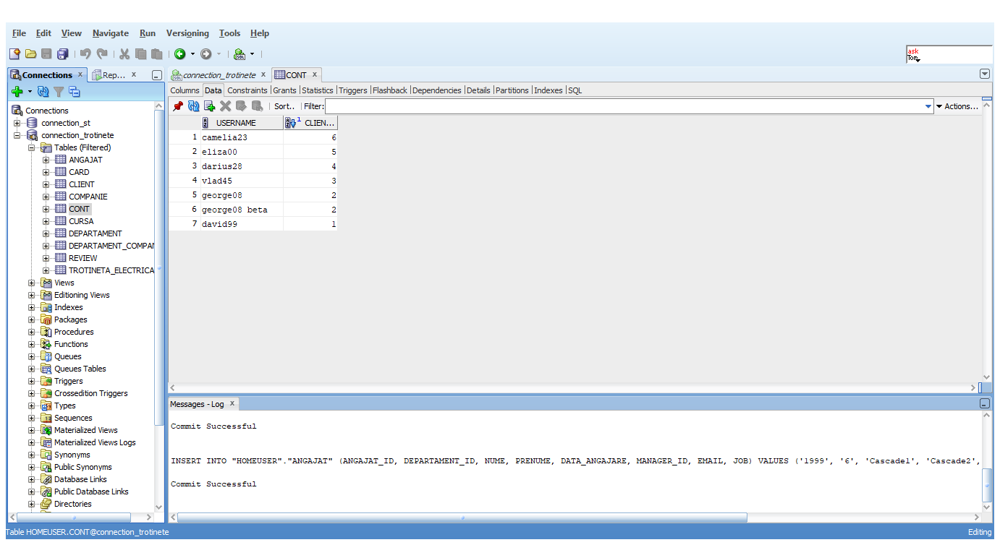 File Edit View Navigate Run Versioning Tools Help
ask
Tom
Connections x Rep... x
connection_trotinete x CONT x
Columns Data Constraints Grants Statistics Triggers Flashback Dependencies Details Partitions Indexes SQL
Sort.. Filter: Actions...
Connections
connection_st
connection_trotinete
Tables (Filtered)
ANGAJAT
CARD
CLIENT
COMPANIE
CONT
CURSA
DEPARTAMENT
DEPARTAMENT_COMPAN
REVIEW
TROTINETA_ELECTRICA
Views
Editioning Views
Indexes
Packages
Procedures
Functions
Queues
Queues Tables
Triggers
Crossedition Triggers
Types
Sequences
Materialized Views
Materialized Views Logs
Synonyms
Public Synonyms
Database Links
Public Database Links
Directories
USERNAME 1 CLIEN...
1 camelia23 6
2 eliza00 5
3 darius28 4
4 vlad45 3
5 george08 2
6 george08 beta 2
7 david99 1
Messages - Log x
Commit Successful
INSERT INTO "HOMEUSER"."ANGAJAT" (ANGAJAT_ID, DEPARTAMENT_ID, NUME, PRENUME, DATA_ANGAJARE, MANAGER_ID, EMAIL, JOB) VALUES ('1999', '6', 'Cascade1', 'Cascade2',
Commit Successful
Table HOMEUSER.CONT@connection_trotinete Editing